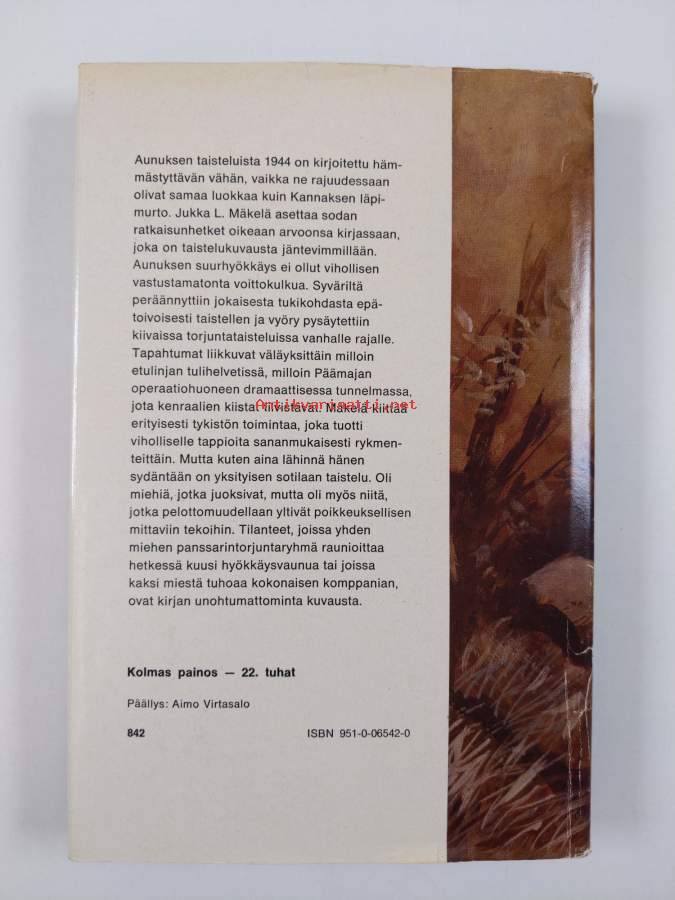 Aunuksen taisteluista 1944 on kirjoitettu häm-
mästyttävän vähän, vaikka ne rajuudessaan
olivat samaa luokkaa kuin Kannaksen läpi-
murto. Jukka L. Mäkelä asettaa sodan
ratkaisunhetket oikeaan arvoonsa kirjassaan,
joka on taistelukuvausta jäntevimmillään.
Aunuksen suurhyökkäys ei ollut vihollisen
vastustamatonta voittokulkua. Syväriltä
peräännyttiin jokaisesta tukikohdasta epä-
toivoisesti taistellen ja vyöry pysäytettiin
kiivaissa torjuntataisteluissa vanhalle rajalle.
Tapahtumat liikkuvat väläyksittäin milloin
etulinjan tulihelvetissä, milloin Päämajan
operaatiohuoneen dramaattisessa tunnelmassa,
jota kenraalien kiistat tiivistävät. Mäkelä kiittää
Antikvariaatti.net
erityisesti tykistön toimintaa, joka tuotti
viholliselle tappioita sananmukaisesti rykmen-
teittäin. Mutta kuten aina lähinnä hänen
sydäntään on yksityisen sotilaan taistelu. Oli
miehiä, jotka juoksivat, mutta oli myös niitä,
jotka pelottomuudellaan yltivät poikkeuksellisen
mittaviin tekoihin. Tilanteet, joissa yhden
miehen panssarintorjuntaryhmä raunioittaa
hetkessä kuusi hyökkäysvaunua tai joissa
kaksi miestä tuhoaa kokonaisen komppanian,
ovat kirjan unohtumattominta kuvausta.
Kolmas painos — 22. tuhat
Päällys: Aimo Virtasalo
842 ISBN 951-0-06542-0